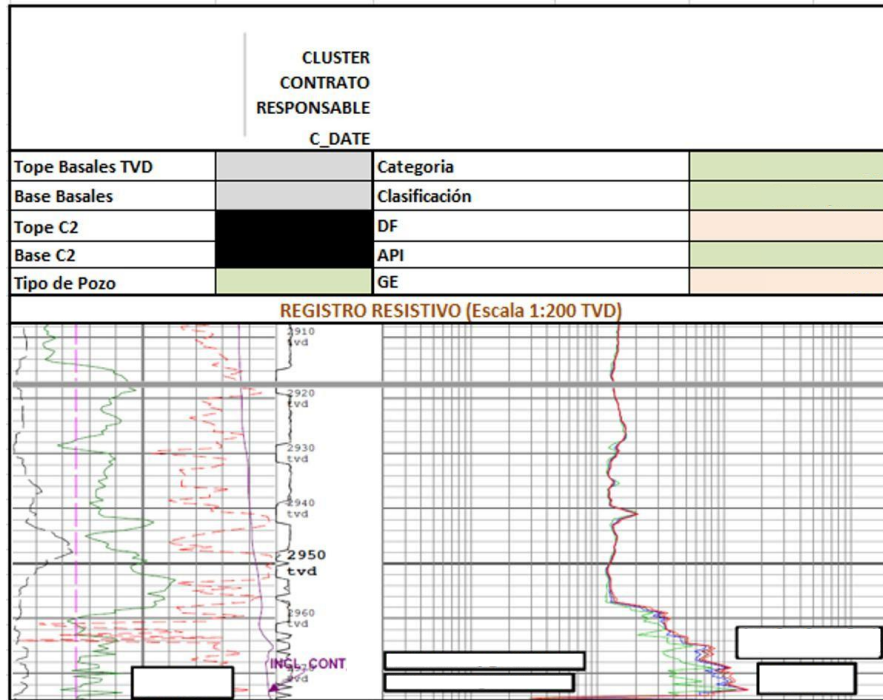 CLUSTER
CONTRATO
RESPONSABLE
C_DATE
Tope Basales TVD
Categoria
Base Basales
Clasificación
Tope C2
DF
Base C2
API
Tipo de Pozo
GE
REGISTRO RESISTIVO (Escala 1:200 TVD)
2910
tvd
2920
tvd
2930
tvd
2940
tvd
2950
tvd
2960
tvd
INCL_CONT
tvd